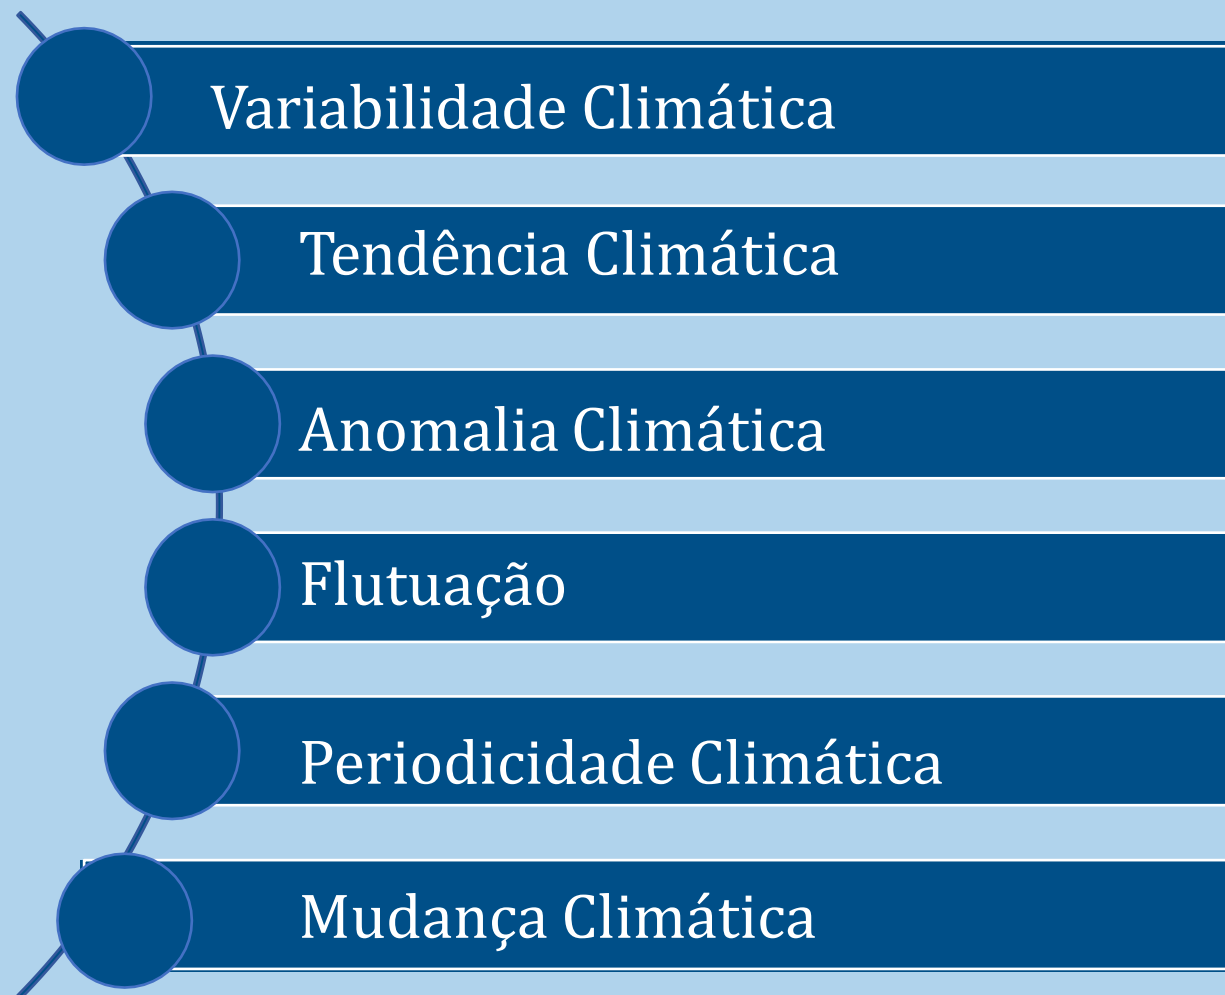 Variabilidade Climática
Tendência Climática
Anomalia Climática
Flutuação
Periodicidade Climática
Mudança Climática